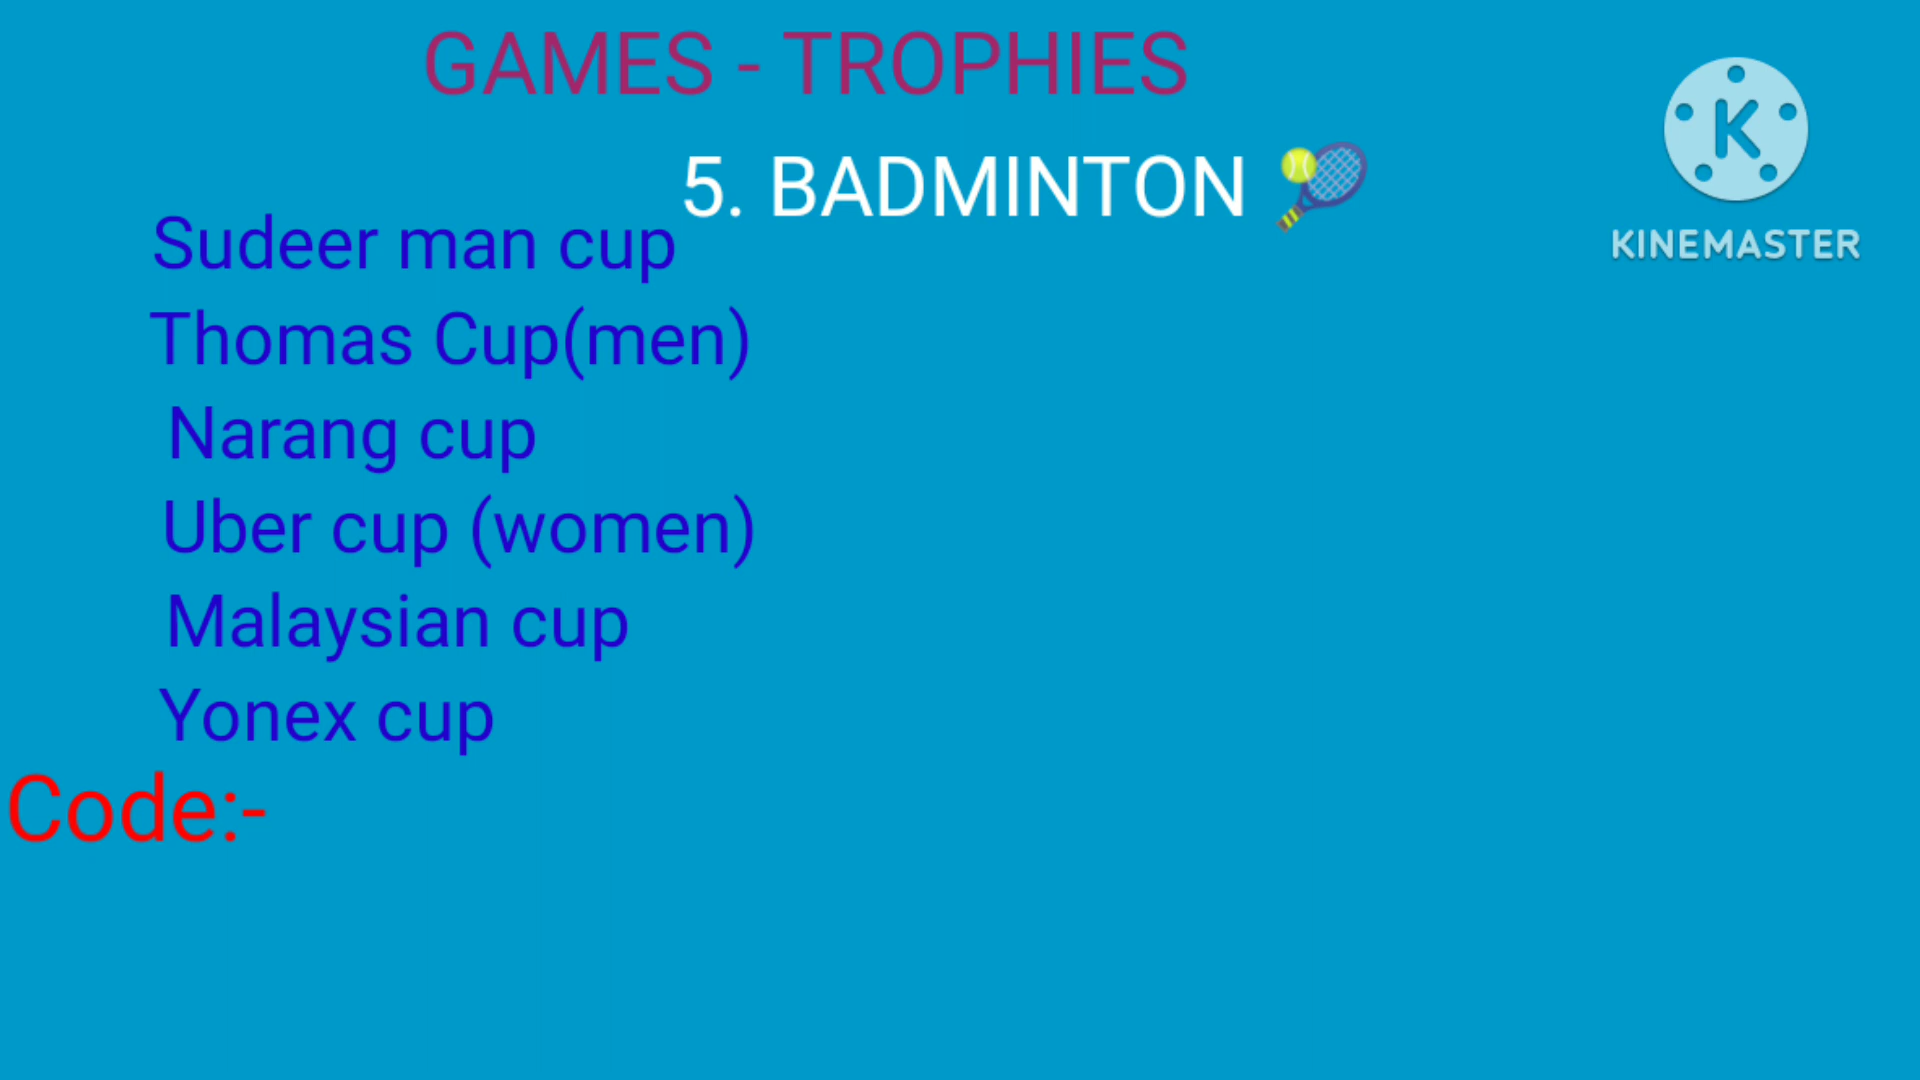 GAMES - TROPHIES
5. BADMINTON
Sudeer man cup
Thomas Cup(men)
Narang cup
Uber cup (women)
Malaysian cup
Yonex cup
Code:-
K
KINEMASTER